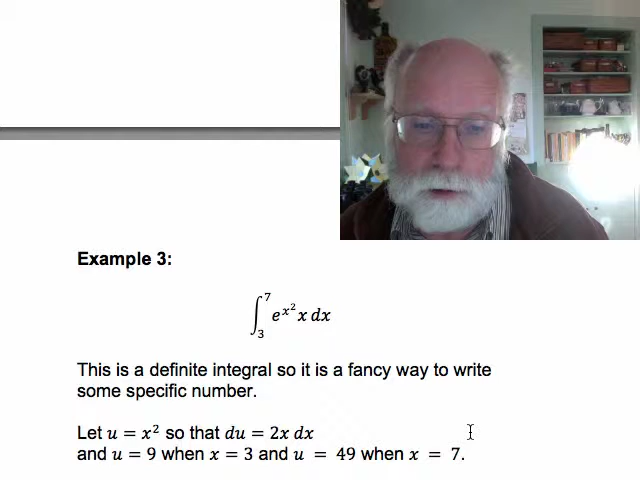 Example 3:
∫₃⁷ eˣ² x dx
This is a definite integral so it is a fancy way to write
some specific number.
Let u = x² so that du = 2x dx
and u = 9 when x = 3 and u = 49 when x = 7.